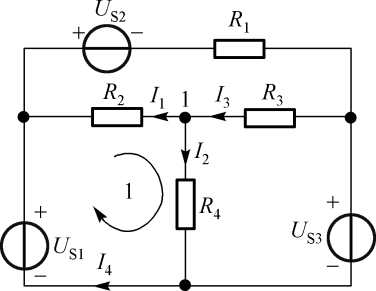 + U_S2 − R_1
R_2 I_1 1 I_3 R_3
I_2
1 R_4
+ U_S1 − U_S3 + −
I_4